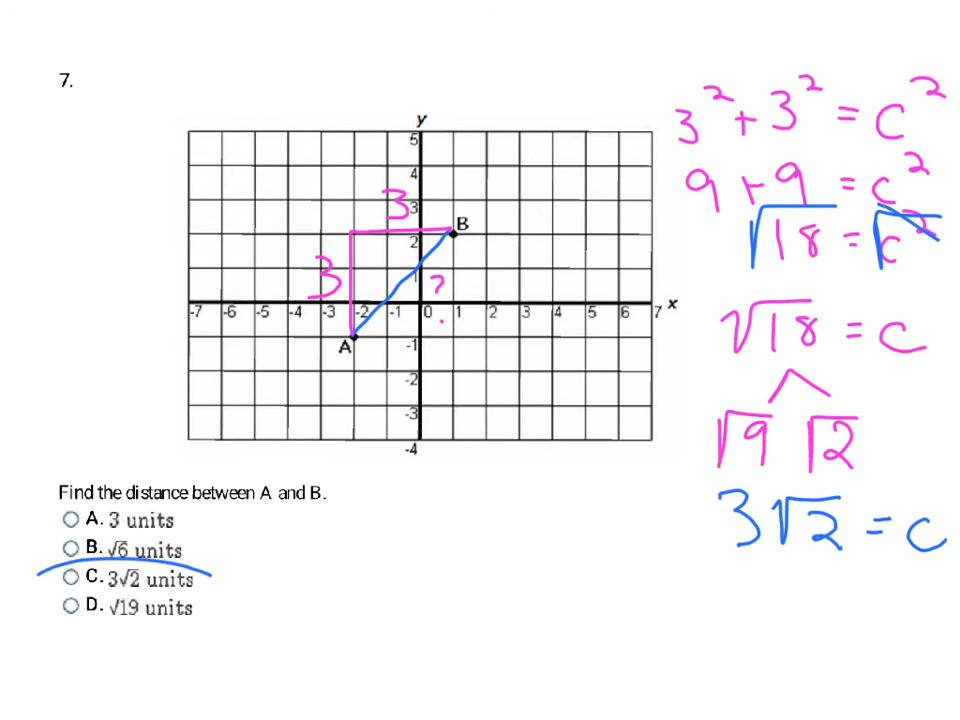 7.
3² + 3² = c²
9 + 9 = c²
√18 = √c²
√18 = c
√9 √2
3√2 = c
y
5
4
3
3
B
2
3
?
-7 -6 -5 -4 -3 -2 -1 0 1 2 3 4 5 6 7 x
A
-1
-2
-3
-4
Find the distance between A and B.
A. 3 units
B. √6 units
C. 3√2 units
D. √19 units